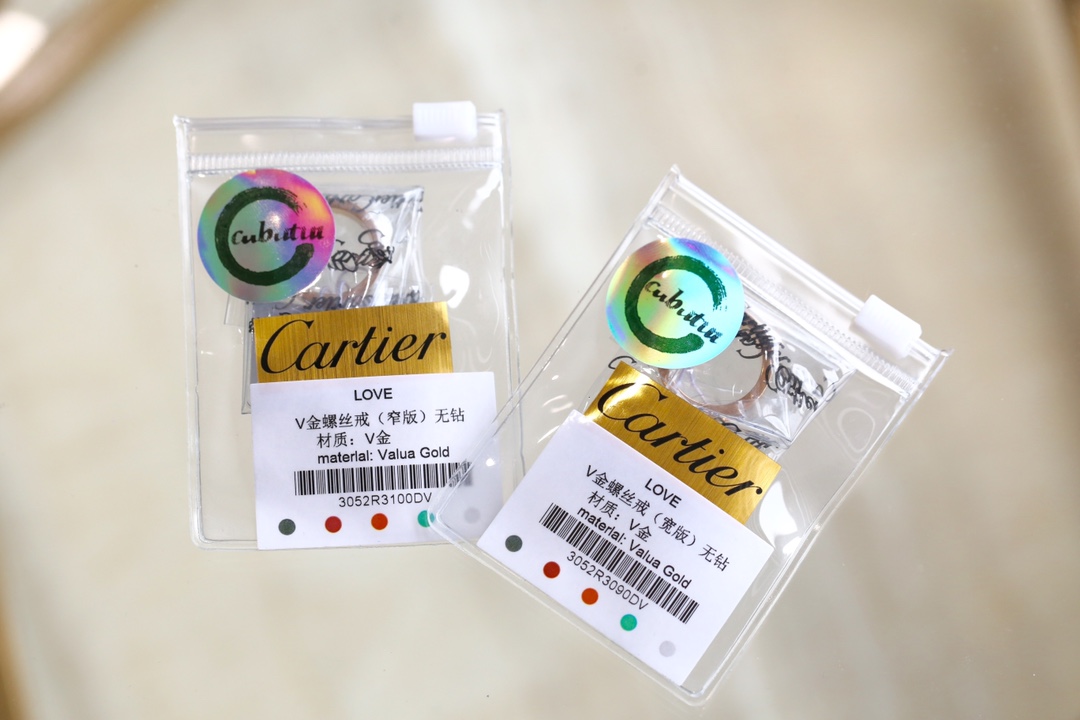 cubutu
Cartier
LOVE
V金螺丝戒（窄版）无钻
材质：V金
material: Valua Gold
3052R3100DV
cubutu
Cartier
LOVE
V金螺丝戒（宽版）无钻
材质：V金
material: Valua Gold
3052R3090DV